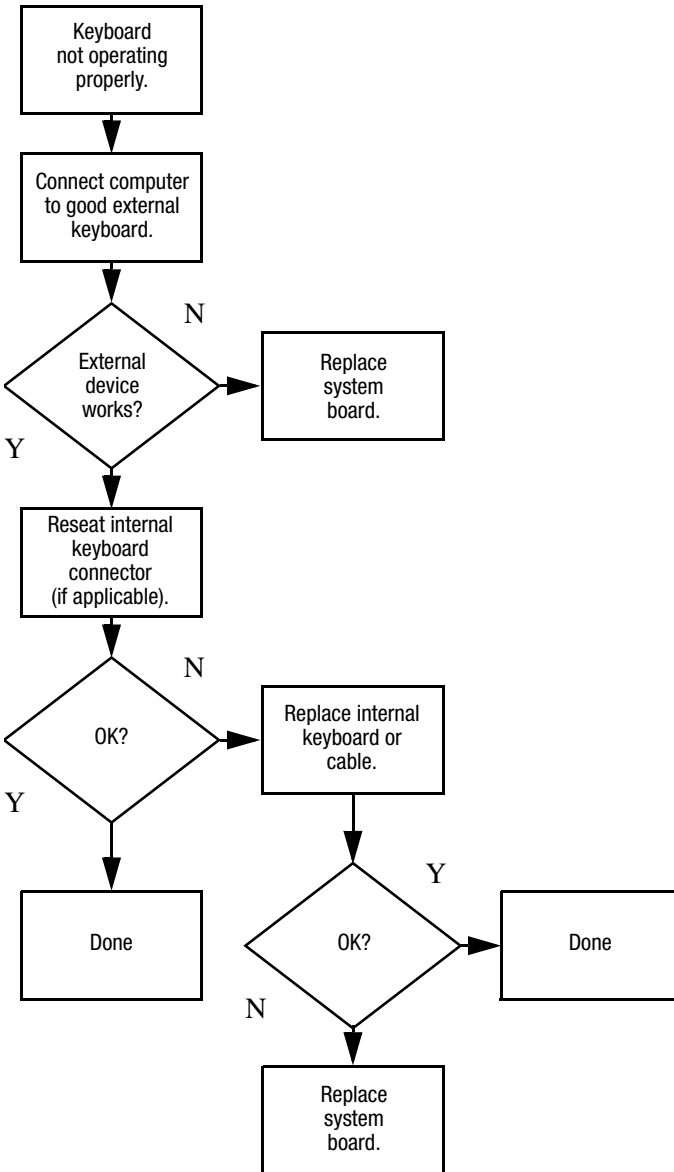 Keyboard
not operating
properly.
Connect computer
to good external
keyboard.
N
External
device
works?
Replace
system
board.
Y
Reseat internal
keyboard
connector
(if applicable).
N
OK?
Replace internal
keyboard or
cable.
Y
Y
Done
OK?
Done
N
Replace
system
board.